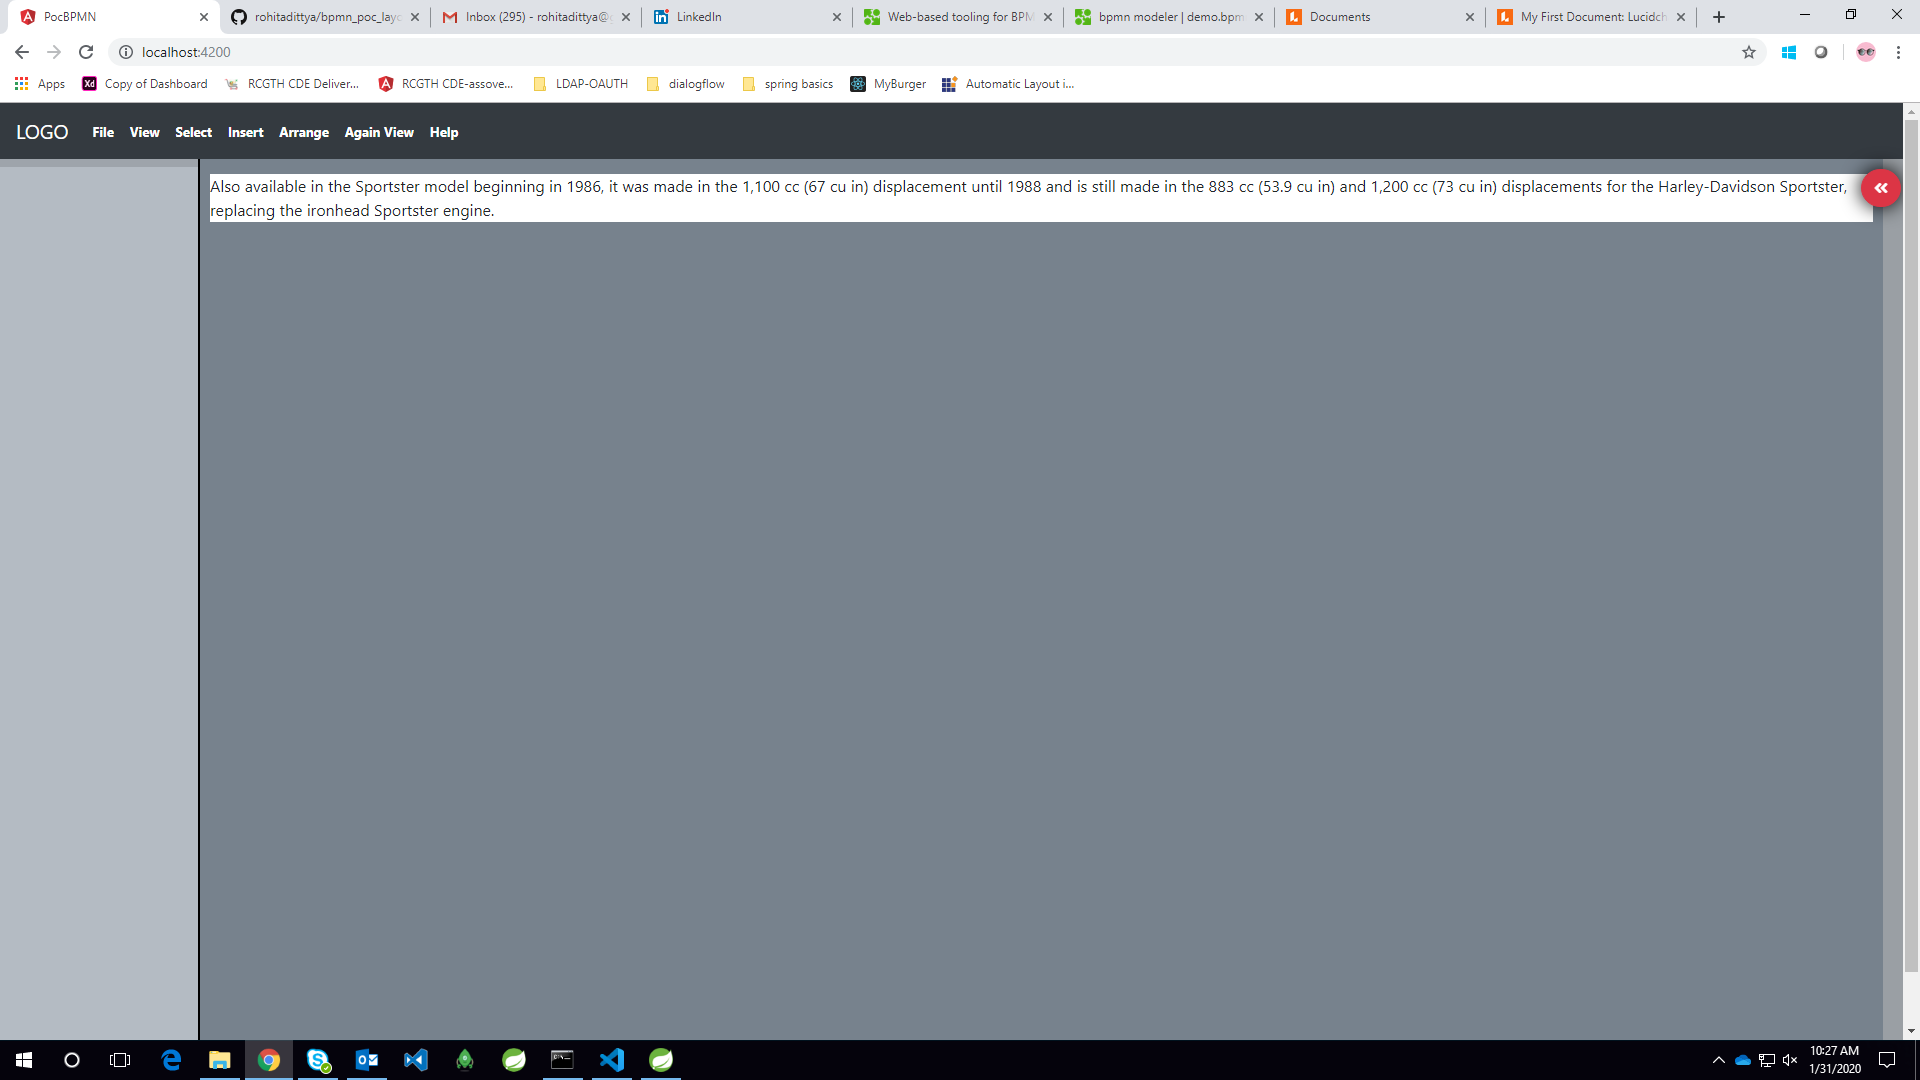 PocBPMN
rohitadittya/bpmn_poc_layo
Inbox (295) - rohitadittya@g
LinkedIn
Web-based tooling for BPM
bpmn modeler | demo.bpm
Documents
My First Document: Lucidch
localhost:4200
Apps
Copy of Dashboard
RCGTH CDE Deliver...
RCGTH CDE-assove...
LDAP-OAUTH
dialogflow
spring basics
MyBurger
Automatic Layout i...
LOGO File View Select Insert Arrange Again View Help
Also available in the Sportster model beginning in 1986, it was made in the 1,100 cc (67 cu in) displacement until 1988 and is still made in the 883 cc (53.9 cu in) and 1,200 cc (73 cu in) displacements for the Harley-Davidson Sportster,
replacing the ironhead Sportster engine.
10:27 AM
1/31/2020